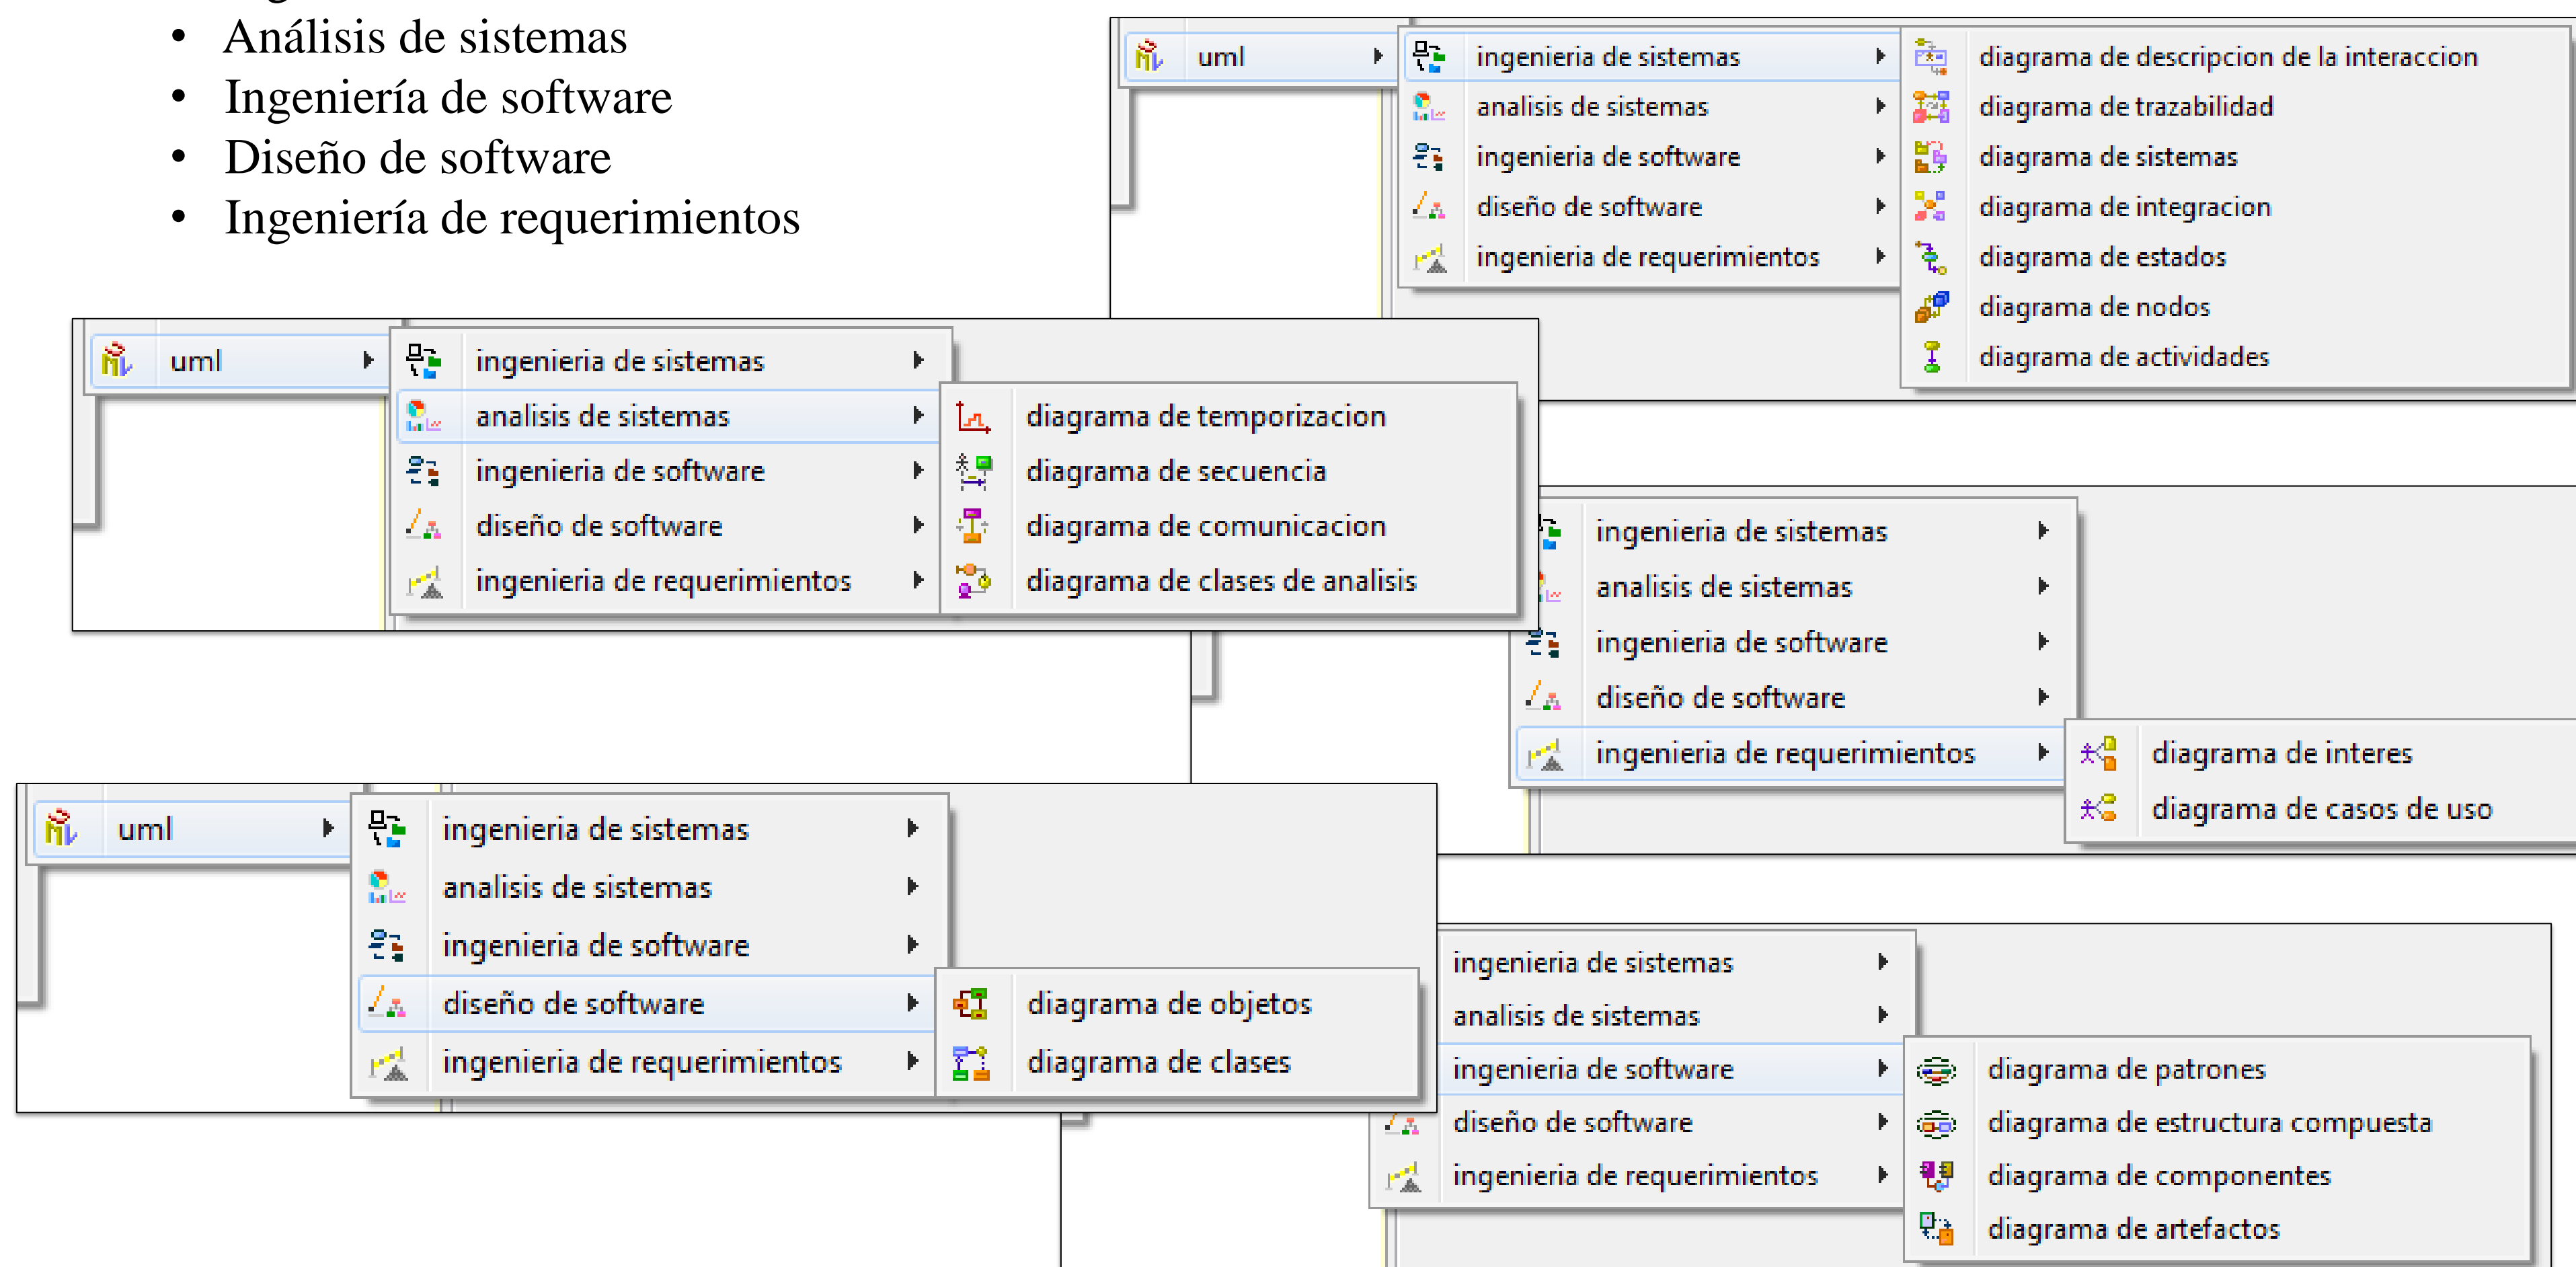 • Análisis de sistemas
• Ingeniería de software
• Diseño de software
• Ingeniería de requerimientos
uml
ingenieria de sistemas
analisis de sistemas
ingenieria de software
diseño de software
ingenieria de requerimientos
diagrama de descripcion de la interaccion
diagrama de trazabilidad
diagrama de sistemas
diagrama de integracion
diagrama de estados
diagrama de nodos
diagrama de actividades
uml
ingenieria de sistemas
analisis de sistemas
ingenieria de software
diseño de software
ingenieria de requerimientos
diagrama de temporizacion
diagrama de secuencia
diagrama de comunicacion
diagrama de clases de analisis
ingenieria de sistemas
analisis de sistemas
ingenieria de software
diseño de software
ingenieria de requerimientos
diagrama de interes
diagrama de casos de uso
uml
ingenieria de sistemas
analisis de sistemas
ingenieria de software
diseño de software
ingenieria de requerimientos
diagrama de objetos
diagrama de clases
ingenieria de sistemas
analisis de sistemas
ingenieria de software
diseño de software
ingenieria de requerimientos
diagrama de patrones
diagrama de estructura compuesta
diagrama de componentes
diagrama de artefactos